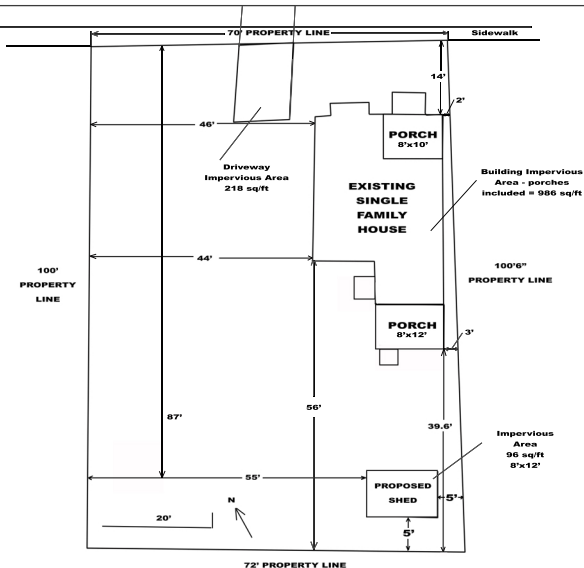 70' PROPERTY LINE
Sidewalk
14'
2'
46'
PORCH
8'x10'
Driveway
Impervious Area
218 sq/ft
EXISTING
SINGLE
FAMILY
HOUSE
Building Impervious
Area - porches
included = 986 sq/ft
44'
100'
PROPERTY
LINE
100'6"
PROPERTY LINE
PORCH
8'x12'
3'
56'
87'
39.6'
Impervious
Area
96 sq/ft
8'x12'
55'
PROPOSED
SHED
5'
N
20'
5'
72' PROPERTY LINE